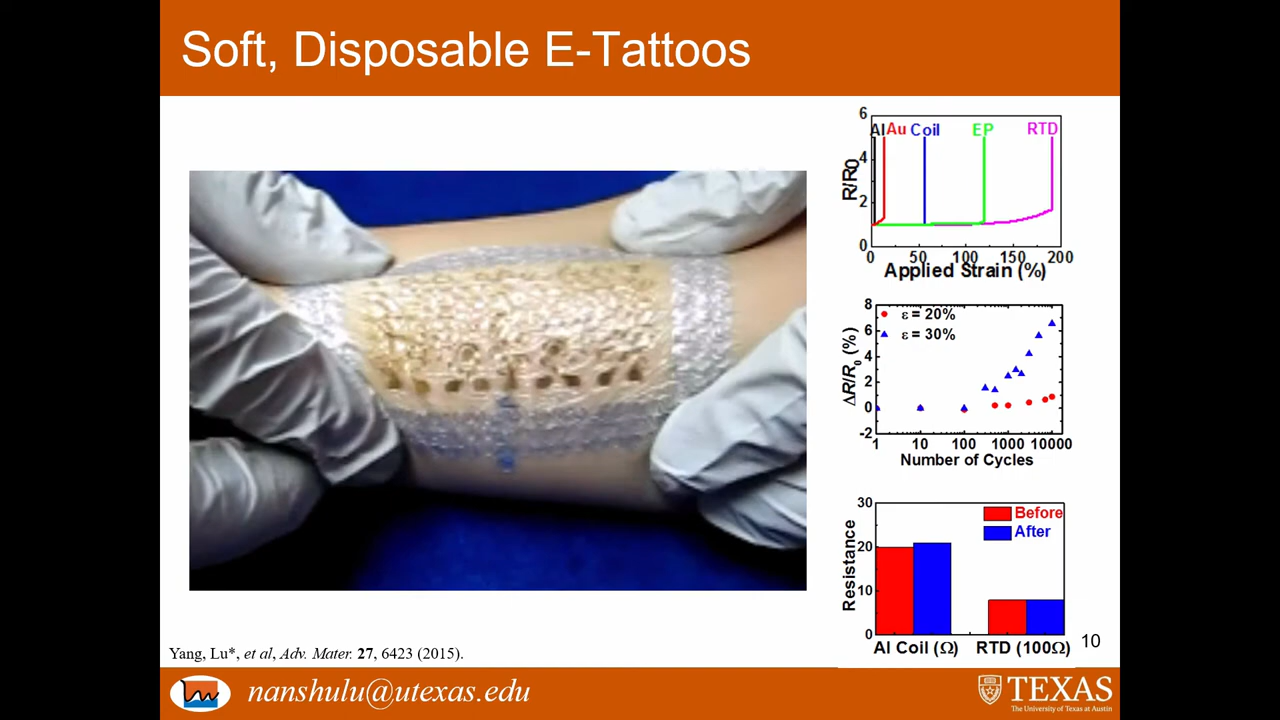 Soft, Disposable E-Tattoos
6
4
2
0
R/R0
Al Au Coil EP RTD
0 50 100 150 200
Applied Strain (%)
8
6
4
2
0
-2
ΔR/R₀ (%)
ε = 20%
ε = 30%
1 10 100 1000 10000
Number of Cycles
30
20
10
0
Resistance
Before
After
Al Coil (Ω) RTD (100Ω)
10
Yang, Lu*, et al, Adv. Mater. 27, 6423 (2015).
nanshulu@utexas.edu
TEXAS
The University of Texas at Austin